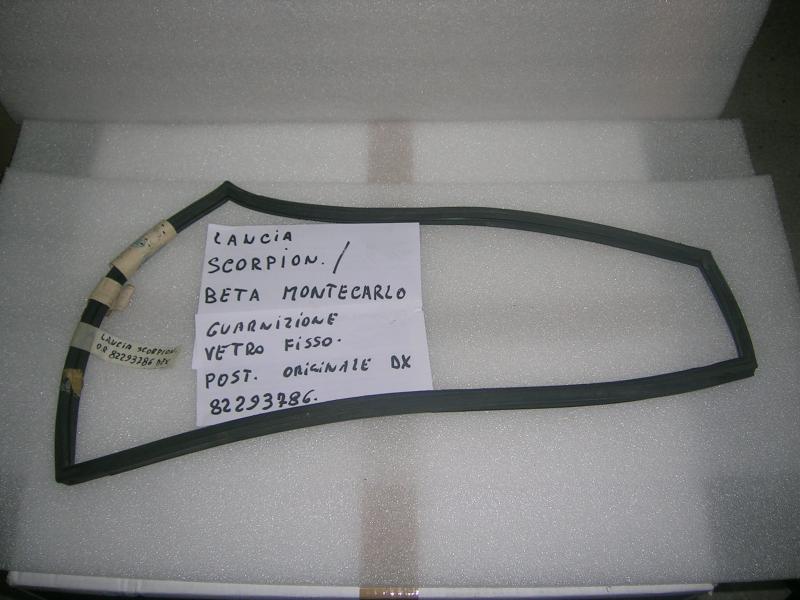 LANCIA
SCORPION. /
BETA MONTECARLO
GUARNIZIONE
VETRO FISSO.
POST. ORIGINALE DX
82293786.
LANCIA SCORPION
OR 82293786 DX